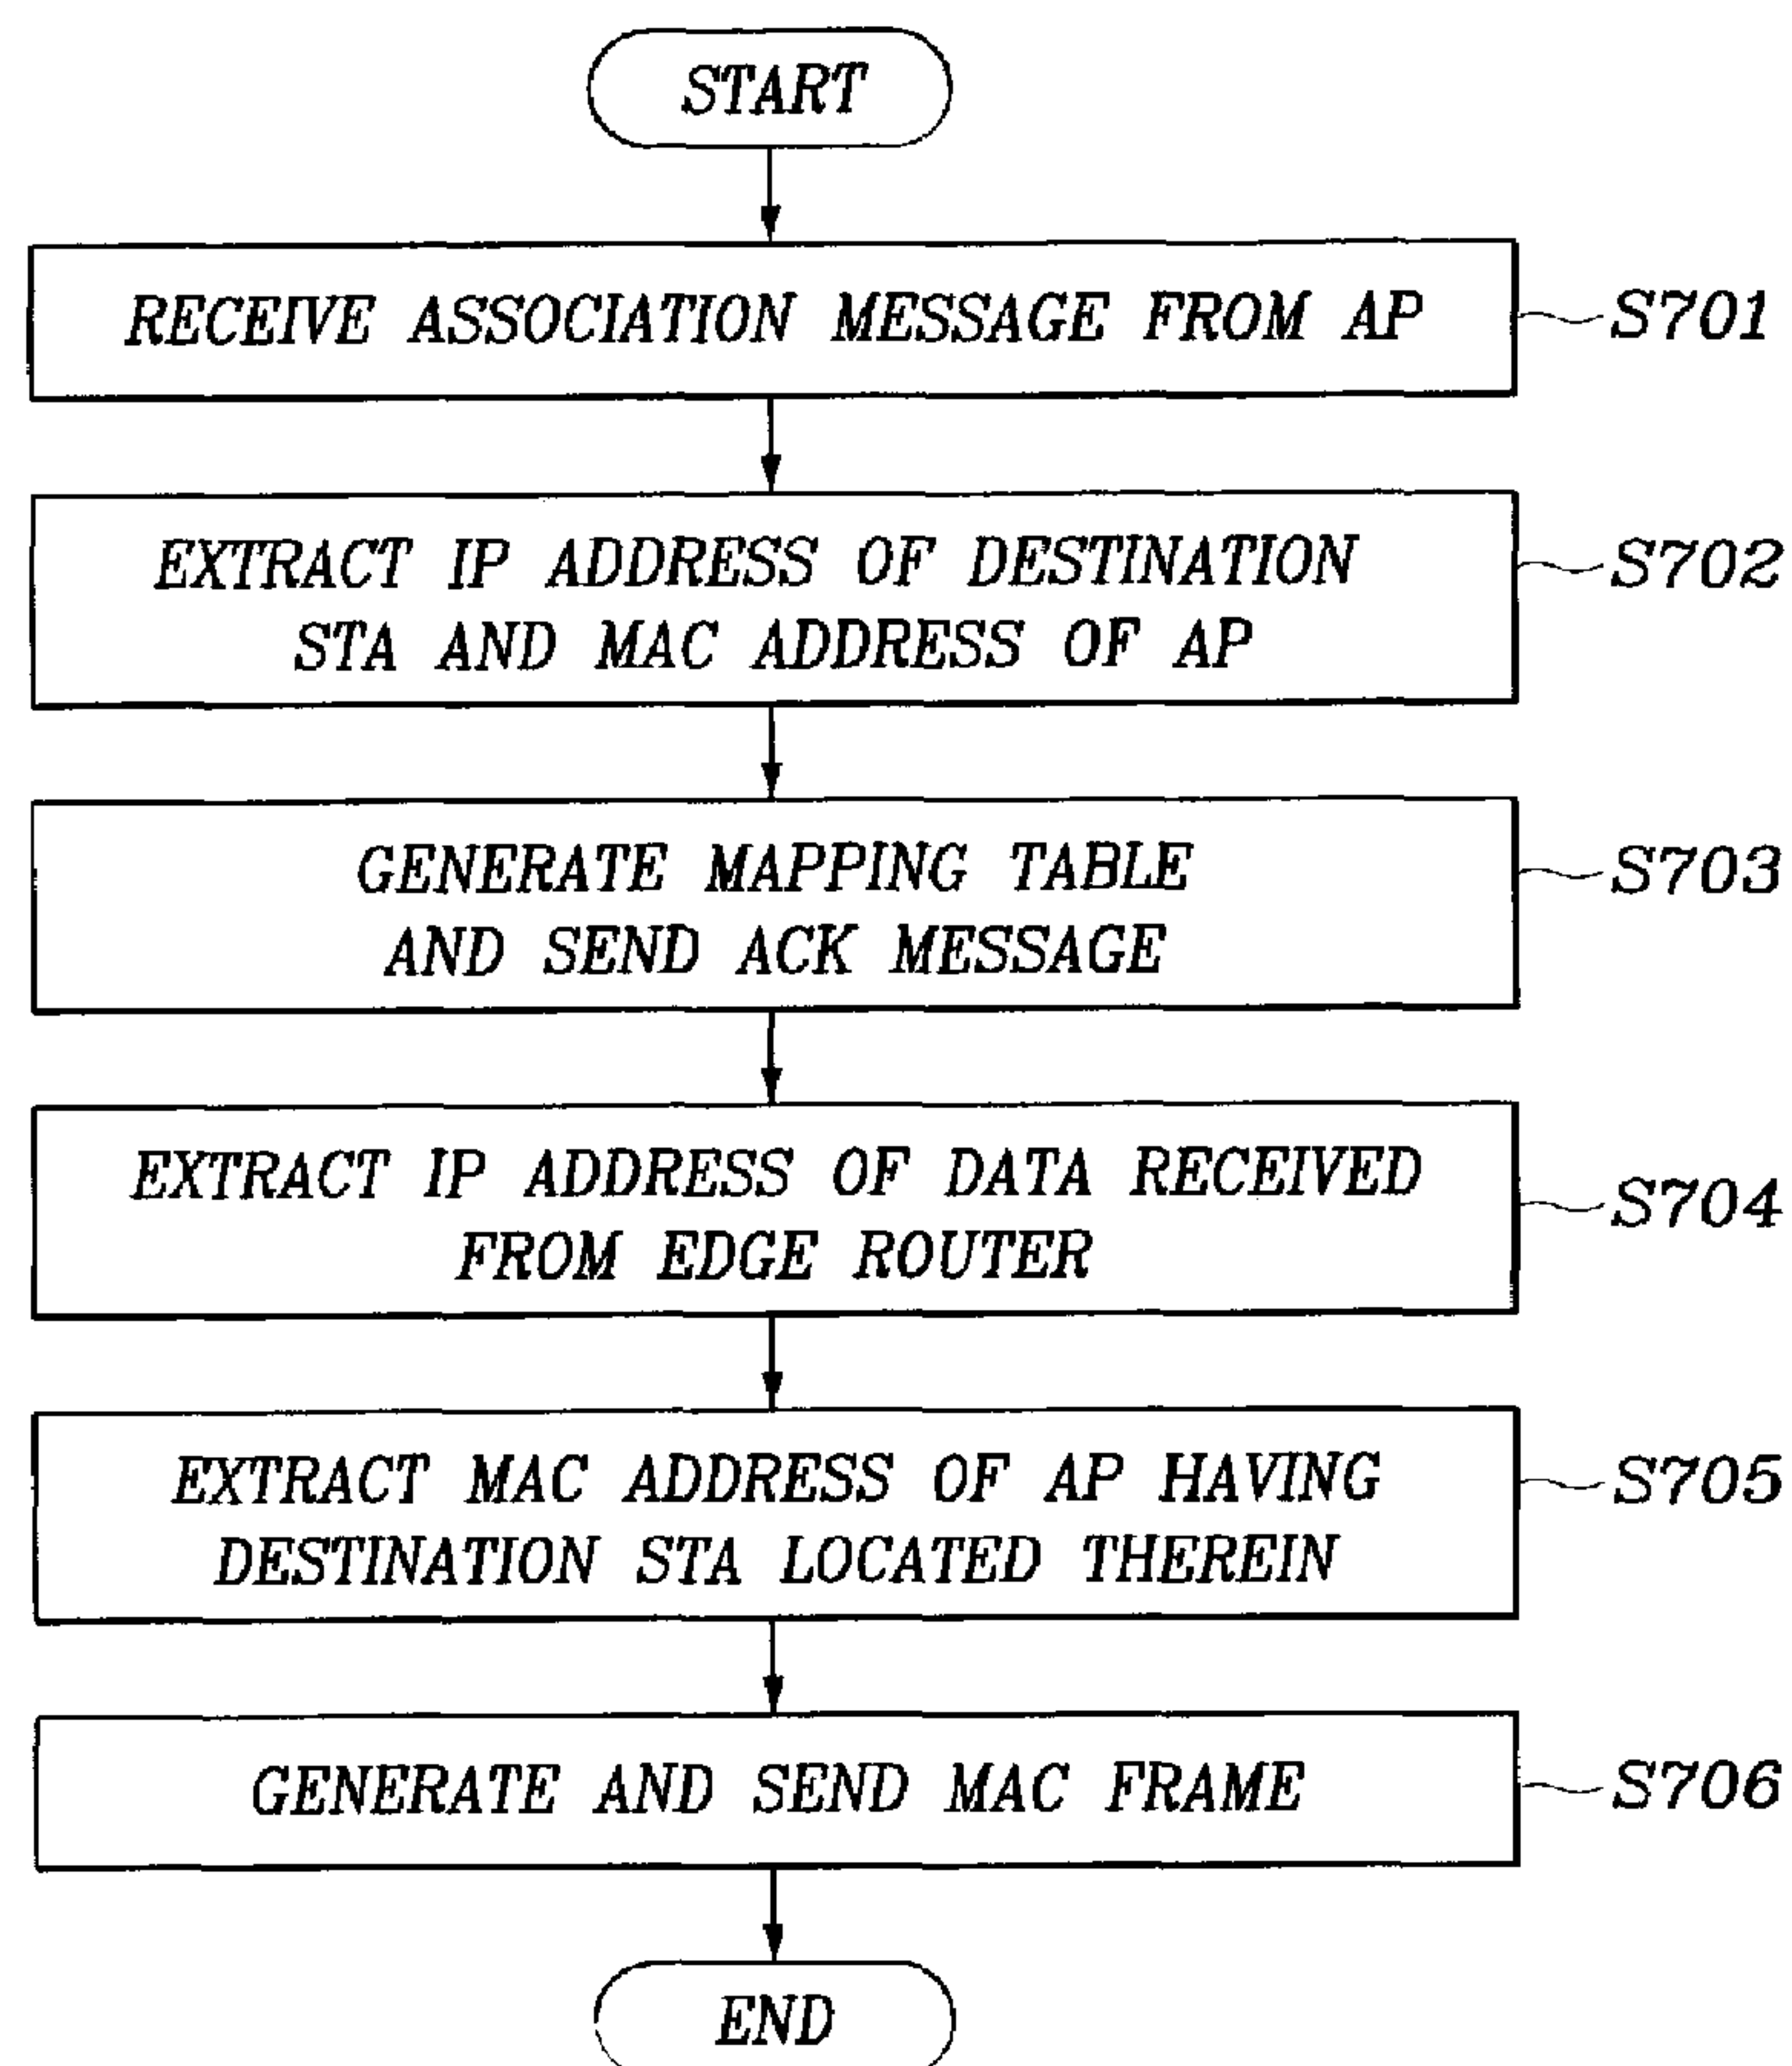 START
RECEIVE ASSOCIATION MESSAGE FROM AP
S701
EXTRACT IP ADDRESS OF DESTINATION
STA AND MAC ADDRESS OF AP
S702
GENERATE MAPPING TABLE
AND SEND ACK MESSAGE
S703
EXTRACT IP ADDRESS OF DATA RECEIVED
FROM EDGE ROUTER
S704
EXTRACT MAC ADDRESS OF AP HAVING
DESTINATION STA LOCATED THEREIN
S705
GENERATE AND SEND MAC FRAME
S706
END